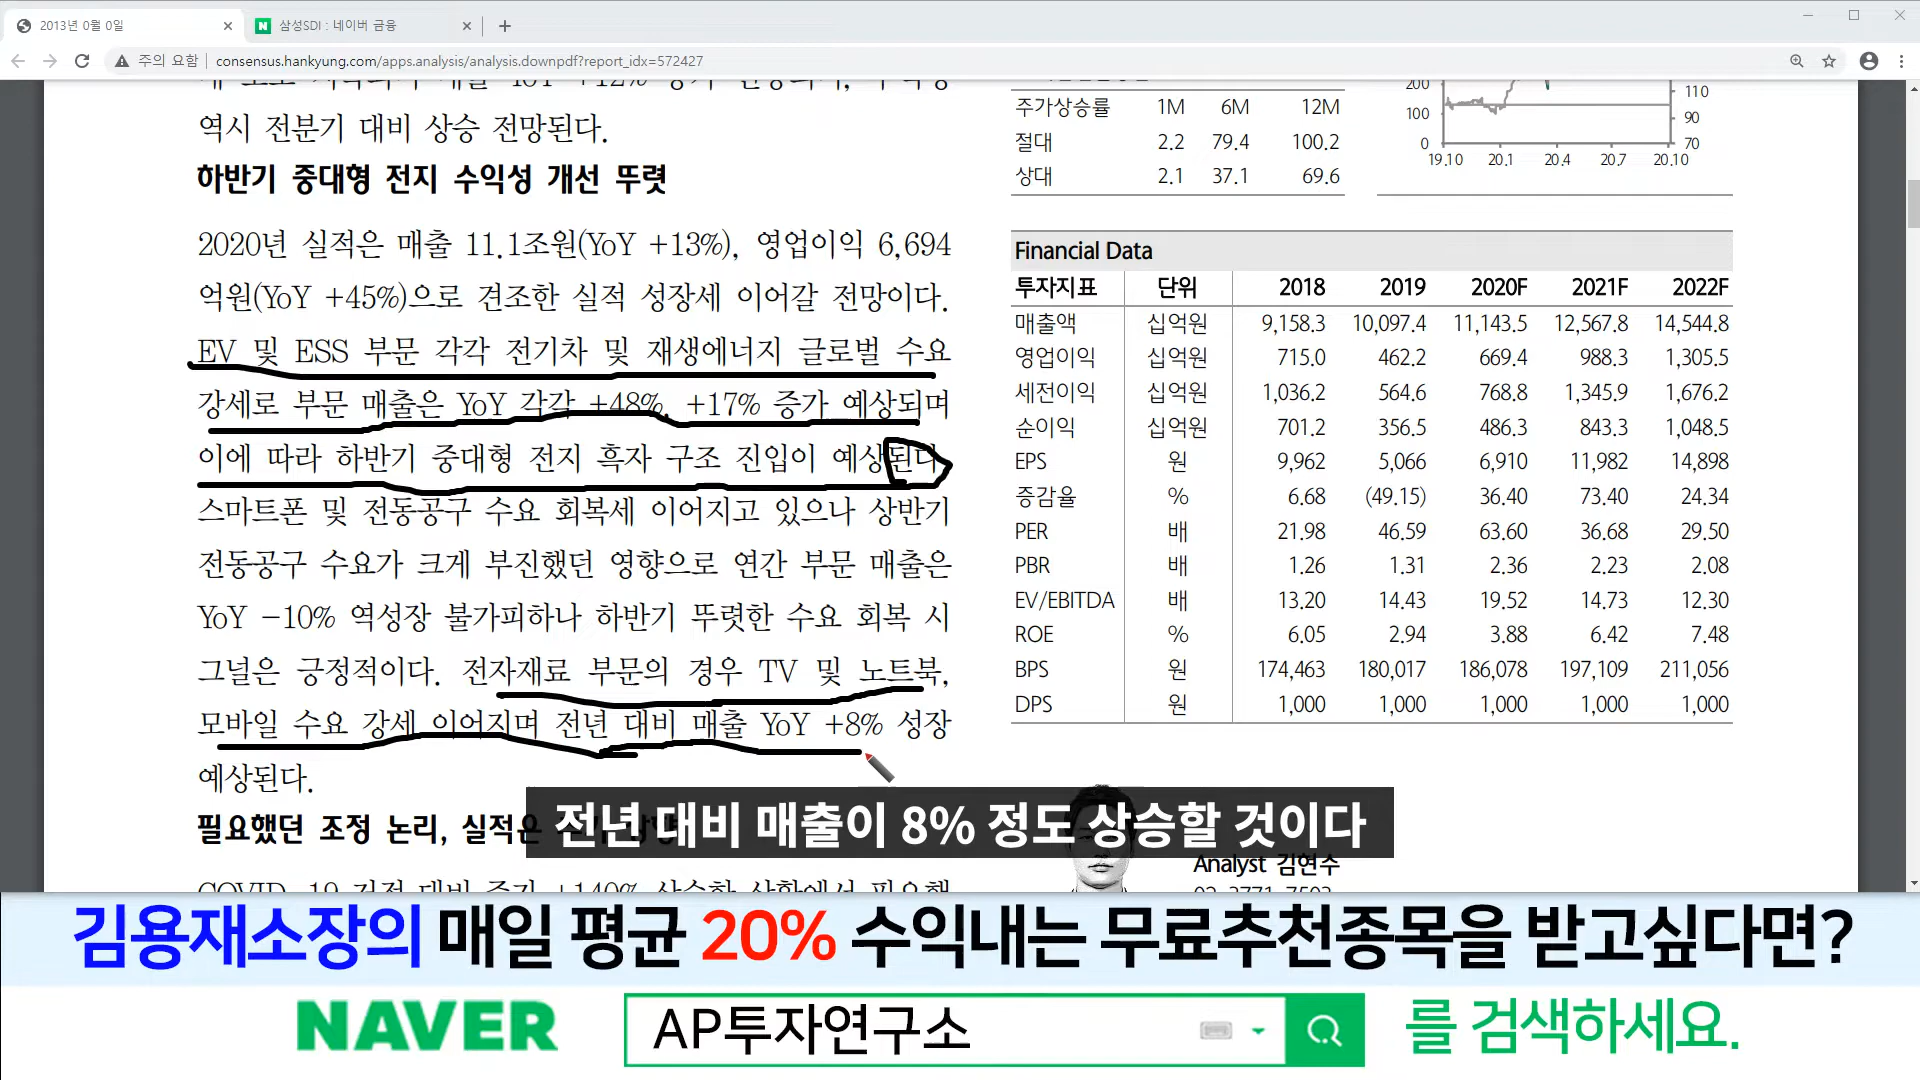 2013년 0월 0일
삼성SDI : 네이버 금융
주의 요함
consensus.hankyung.com/apps.analysis/analysis.downpdf?report_idx=572427
역시 전분기 대비 상승 전망된다.
하반기 중대형 전지 수익성 개선 뚜렷
2020년 실적은 매출 11.1조원(YoY +13%), 영업이익 6,694
억원(YoY +45%)으로 견조한 실적 성장세 이어갈 전망이다.
EV 및 ESS 부문 각각 전기차 및 재생에너지 글로벌 수요
강세로 부문 매출은 YoY 각각 +48%, +17% 증가 예상되며
이에 따라 하반기 중대형 전지 흑자 구조 진입이 예상된다.
스마트폰 및 전동공구 수요 회복세 이어지고 있으나 상반기
전동공구 수요가 크게 부진했던 영향으로 연간 부문 매출은
YoY -10% 역성장 불가피하나 하반기 뚜렷한 수요 회복 시
그널은 긍정적이다. 전자재료 부문의 경우 TV 및 노트북,
모바일 수요 강세 이어지며 전년 대비 매출 YoY +8% 성장
예상된다.
필요했던 조정 논리, 실적은
주가상승률 1M 6M 12M
절대 2.2 79.4 100.2
상대 2.1 37.1 69.6
200 110
100 90
0 70
19.10 20.1 20.4 20.7 20.10
Financial Data
투자지표 단위 2018 2019 2020F 2021F 2022F
매출액 십억원 9,158.3 10,097.4 11,143.5 12,567.8 14,544.8
영업이익 십억원 715.0 462.2 669.4 988.3 1,305.5
세전이익 십억원 1,036.2 564.6 768.8 1,345.9 1,676.2
순이익 십억원 701.2 356.5 486.3 843.3 1,048.5
EPS 원 9,962 5,066 6,910 11,982 14,898
증감율 % 6.68 (49.15) 36.40 73.40 24.34
PER 배 21.98 46.59 63.60 36.68 29.50
PBR 배 1.26 1.31 2.36 2.23 2.08
EV/EBITDA 배 13.20 14.43 19.52 14.73 12.30
ROE % 6.05 2.94 3.88 6.42 7.48
BPS 원 174,463 180,017 186,078 197,109 211,056
DPS 원 1,000 1,000 1,000 1,000 1,000
전년 대비 매출이 8% 정도 상승할 것이다
Analyst 김현수
김용재소장의 매일 평균 20% 수익내는 무료추천종목을 받고싶다면?
NAVER AP투자연구소 를 검색하세요.